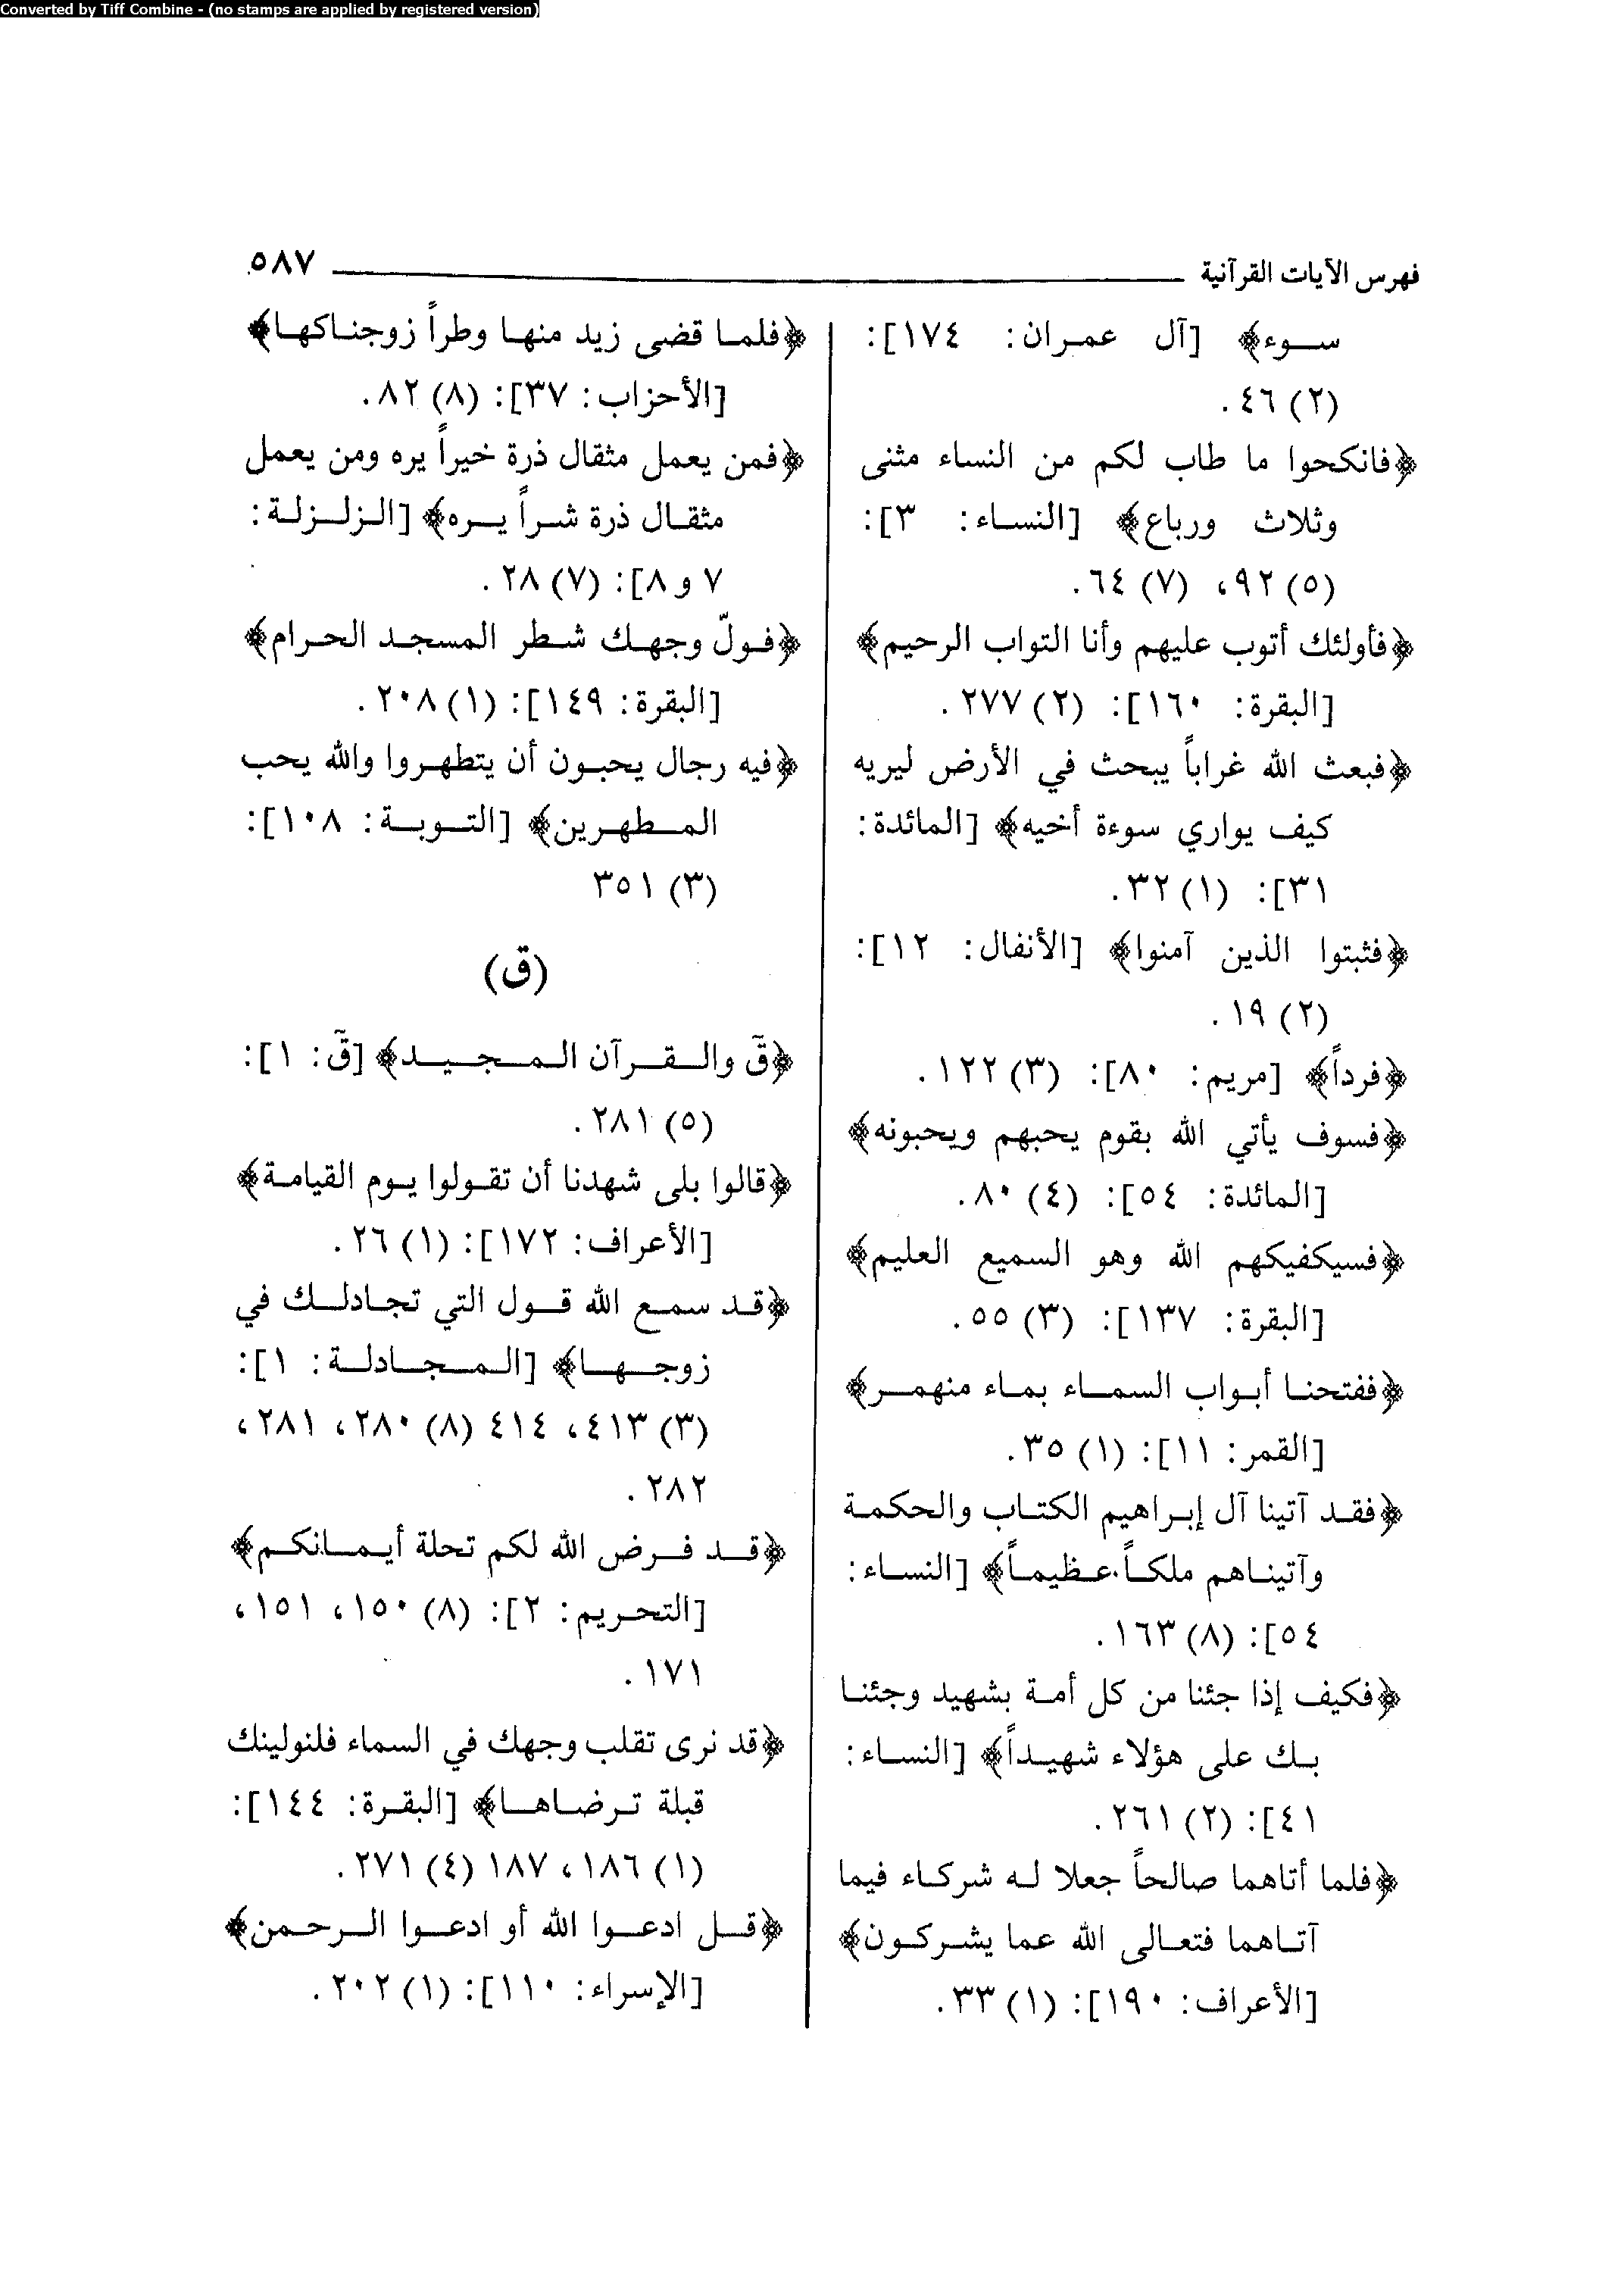 Converted by Tiff Combine - (no stamps are applied by registered version)
فهرس الآيات القرآنية ٥٨٧
سوء﴾ [آل عمران: ١٧٤]:
(٢) ٤٦.
﴿فانكحوا ما طاب لكم من النساء مثنى
وثلاث ورباع﴾ [النساء: ٣]:
(٥) ٩٢، (٧) ٦٤.
﴿فأولئك أتوب عليهم وأنا التواب الرحيم﴾
[البقرة: ١٦٠]: (٢) ٢٧٧.
﴿فبعث الله غراباً يبحث في الأرض ليريه
كيف يواري سوءة أخيه﴾ [المائدة:
٣١]: (١) ٣٢.
﴿فثبتوا الذين آمنوا﴾ [الأنفال: ١٢]:
(٢) ١٩.
﴿فرداً﴾ [مريم: ٨٠]: (٣) ١٢٢.
﴿فسوف يأتي الله بقوم يحبهم ويحبونه﴾
[المائدة: ٥٤]: (٤) ٨٠.
﴿فسيكفيكهم الله وهو السميع العليم﴾
[البقرة: ١٣٧]: (٣) ٥٥.
﴿ففتحنا أبواب السماء بماء منهمر﴾
[القمر: ١١]: (١) ٣٥.
﴿فقد آتينا آل إبراهيم الكتاب والحكمة
وآتيناهم ملكاً عظيماً﴾ [النساء:
٥٤]: (٨) ١٦٣.
﴿فكيف إذا جئنا من كل أمة بشهيد وجئنا
بك على هؤلاء شهيداً﴾ [النساء:
٤١]: (٢) ٢٦١.
﴿فلما أتاهما صالحاً جعلا له شركاء فيما
آتاهما فتعالى الله عما يشركون﴾
[الأعراف: ١٩٠]: (١) ٣٣.
﴿فلما قضى زيد منها وطراً زوجناكها﴾
[الأحزاب: ٣٧]: (٨) ٨٢.
﴿فمن يعمل مثقال ذرة خيراً يره ومن يعمل
مثقال ذرة شراً يره﴾ [الزلزلة:
٧ و ٨]: (٧) ٢٨.
﴿فولّ وجهك شطر المسجد الحرام﴾
[البقرة: ١٤٩]: (١) ٢٠٨.
﴿فيه رجال يحبون أن يتطهروا والله يحب
المطهرين﴾ [التوبة: ١٠٨]:
(٣) ٣٥١
(ق)
﴿قۤ والقرآن المجيد﴾ [قۤ: ١]:
(٥) ٢٨١.
﴿قالوا بلى شهدنا أن تقولوا يوم القيامة﴾
[الأعراف: ١٧٢]: (١) ٢٦.
﴿قد سمع الله قول التي تجادلك في
زوجها﴾ [المجادلة: ١]:
(٣) ٤١٣، ٤١٤ (٨) ٢٨٠، ٢٨١،
٢٨٢.
﴿قد فرض الله لكم تحلة أيمانكم﴾
[التحريم: ٢]: (٨) ١٥٠، ١٥١،
١٧١.
﴿قد نرى تقلب وجهك في السماء فلنولينك
قبلة ترضاها﴾ [البقرة: ١٤٤]:
(١) ١٨٦، ١٨٧ (٤) ٢٧١.
﴿قل ادعوا الله أو ادعوا الرحمن﴾
[الإسراء: ١١٠]: (١) ٢٠٢.